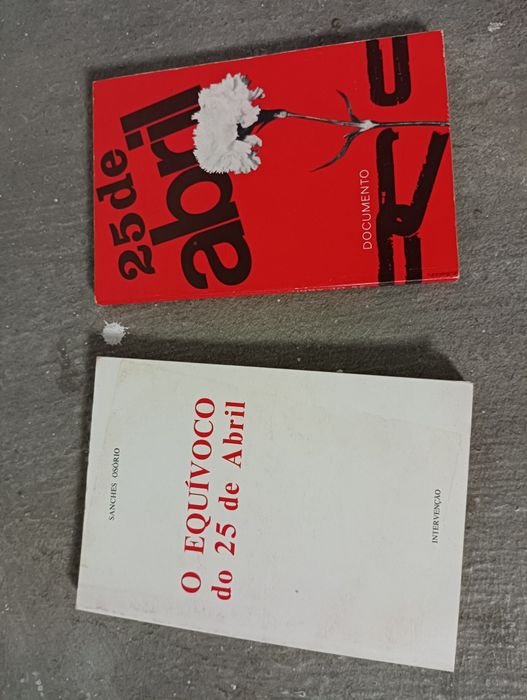 25 de
abril
DOCUMENTO
SANCHES OSÓRIO
O EQUÍVOCO
do 25 de Abril
INTERVENÇÃO